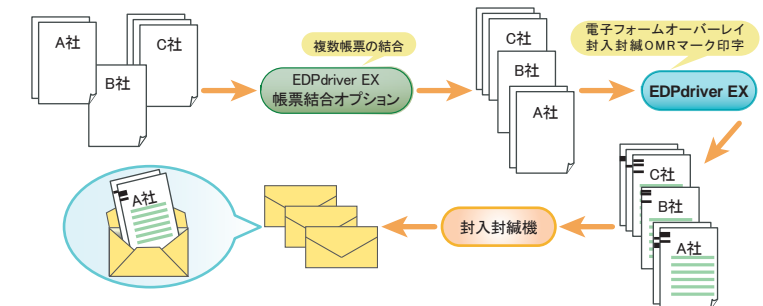 A社
B社
C社
複数帳票の結合
EDPdriver EX
帳票結合オプション
C社
B社
A社
電子フォームオーバーレイ
封入封緘OMRマーク印字
EDPdriver EX
C社
B社
A社
封入封緘機
A社